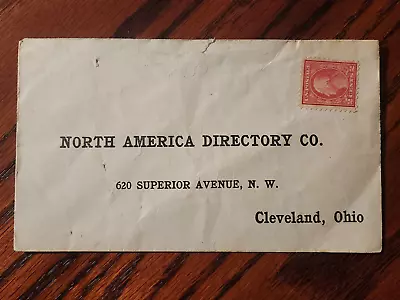 NORTH AMERICA DIRECTORY CO.
620 SUPERIOR AVENUE, N. W.
Cleveland, Ohio